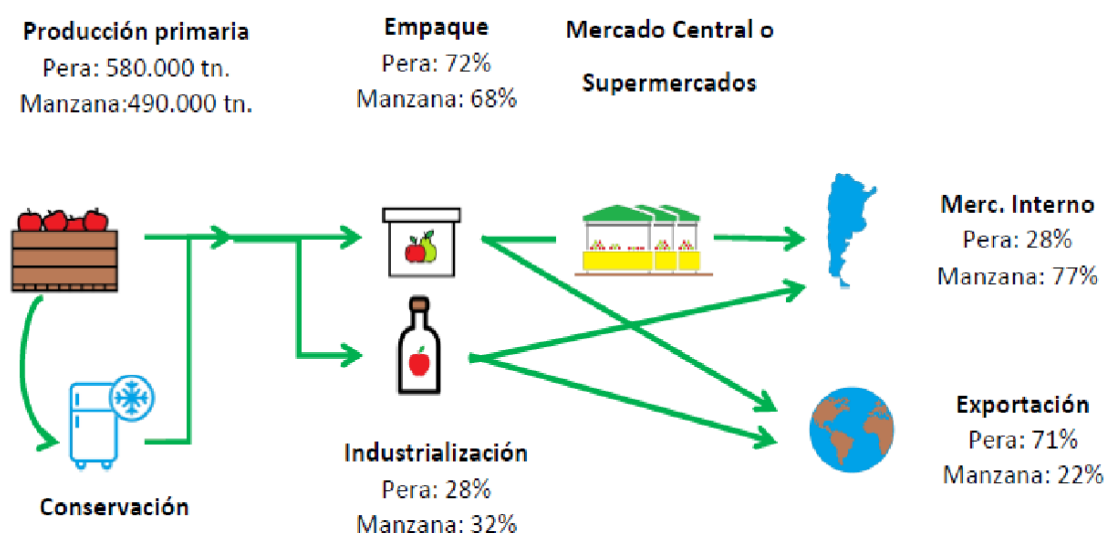 Producción primaria
Pera: 580.000 tn.
Manzana:490.000 tn.
Empaque
Pera: 72%
Manzana: 68%
Mercado Central o
Supermercados
Merc. Interno
Pera: 28%
Manzana: 77%
Conservación
Industrialización
Pera: 28%
Manzana: 32%
Exportación
Pera: 71%
Manzana: 22%